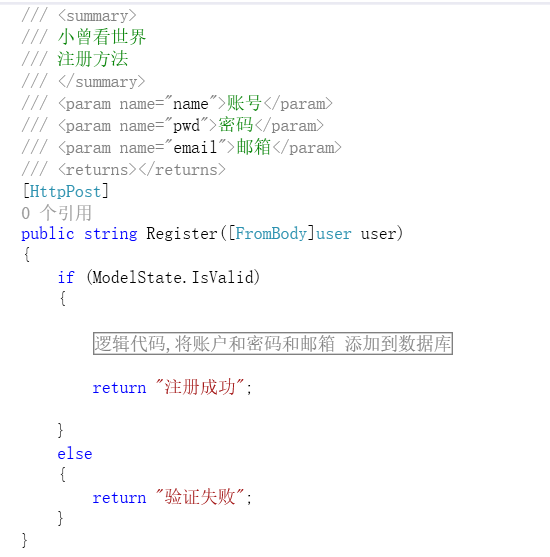 /// <summary>
/// 小曾看世界
/// 注册方法
/// </summary>
/// <param name="name">账号</param>
/// <param name="pwd">密码</param>
/// <param name="email">邮箱</param>
/// <returns></returns>
[HttpPost]
0 个引用
public string Register([FromBody]user user)
{
if (ModelState.IsValid)
{
逻辑代码,将账户和密码和邮箱 添加到数据库
return "注册成功";
}
else
{
return "验证失败";
}
}